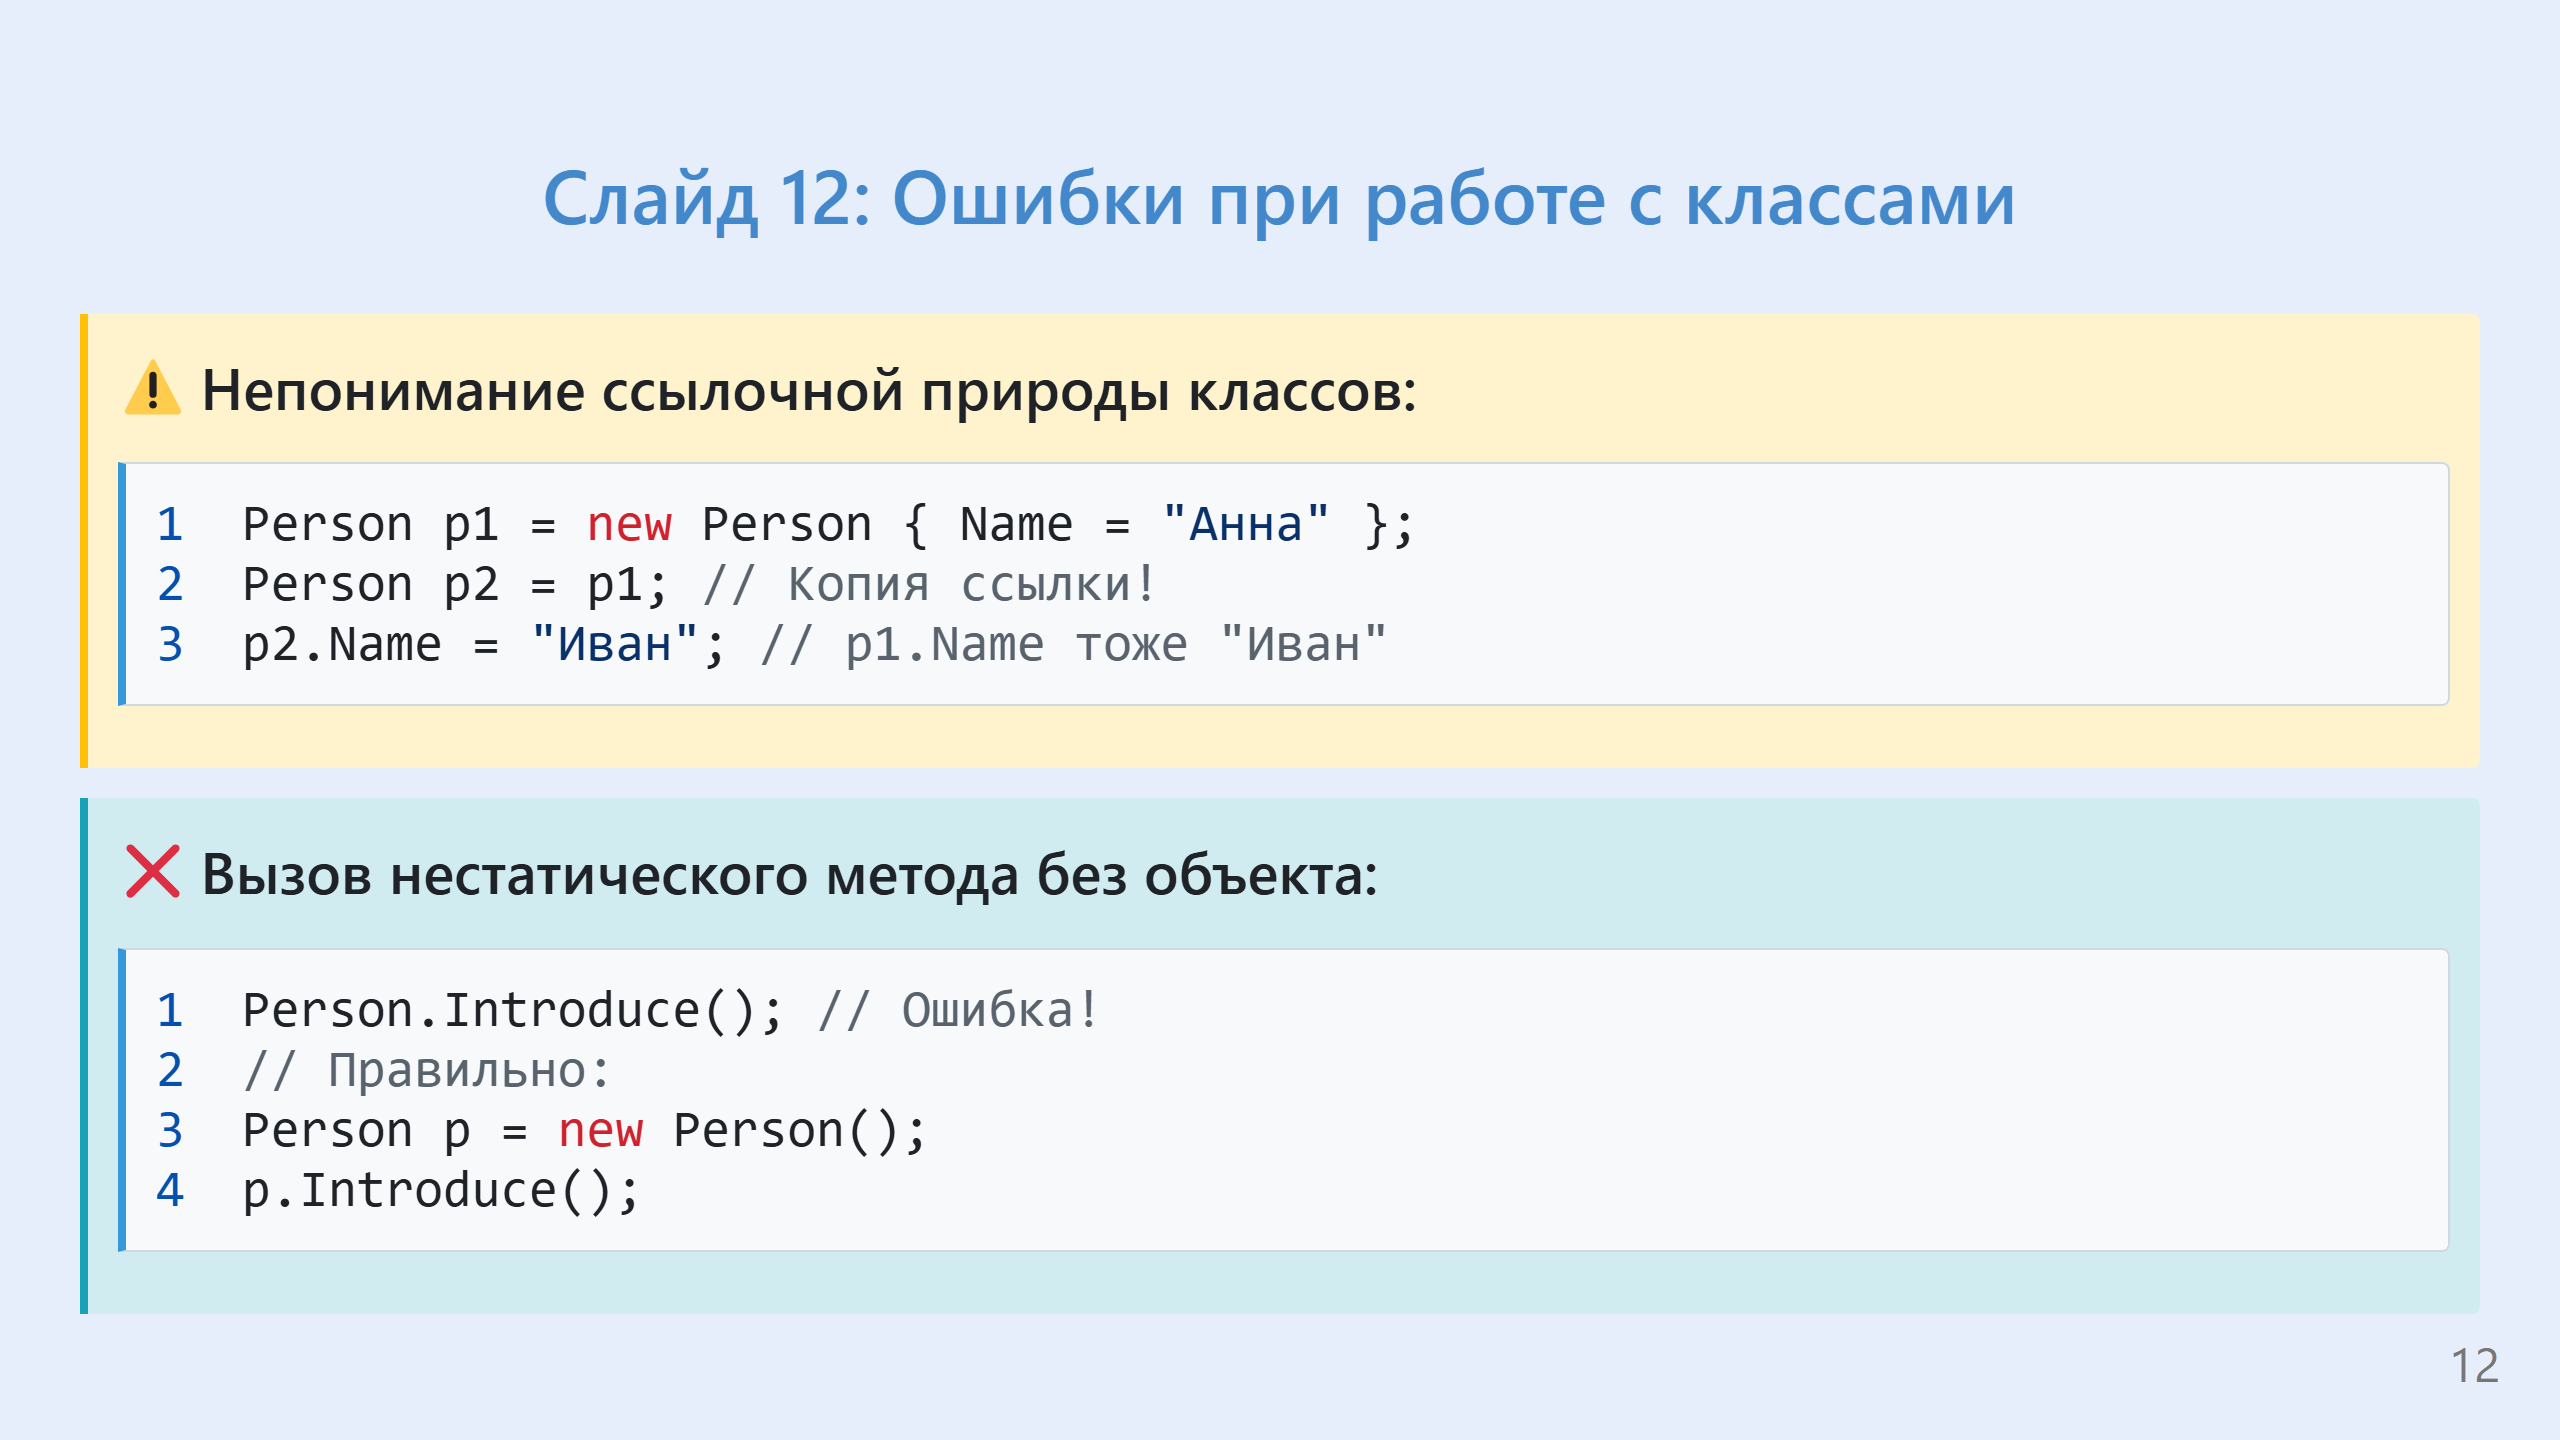 Слайд 12: Ошибки при работе с классами
⚠️ Непонимание ссылочной природы классов:
1 Person p1 = new Person { Name = "Анна" };
2 Person p2 = p1; // Копия ссылки!
3 p2.Name = "Иван"; // p1.Name тоже "Иван"
❌ Вызов нестатического метода без объекта:
1 Person.Introduce(); // Ошибка!
2 // Правильно:
3 Person p = new Person();
4 p.Introduce();
12